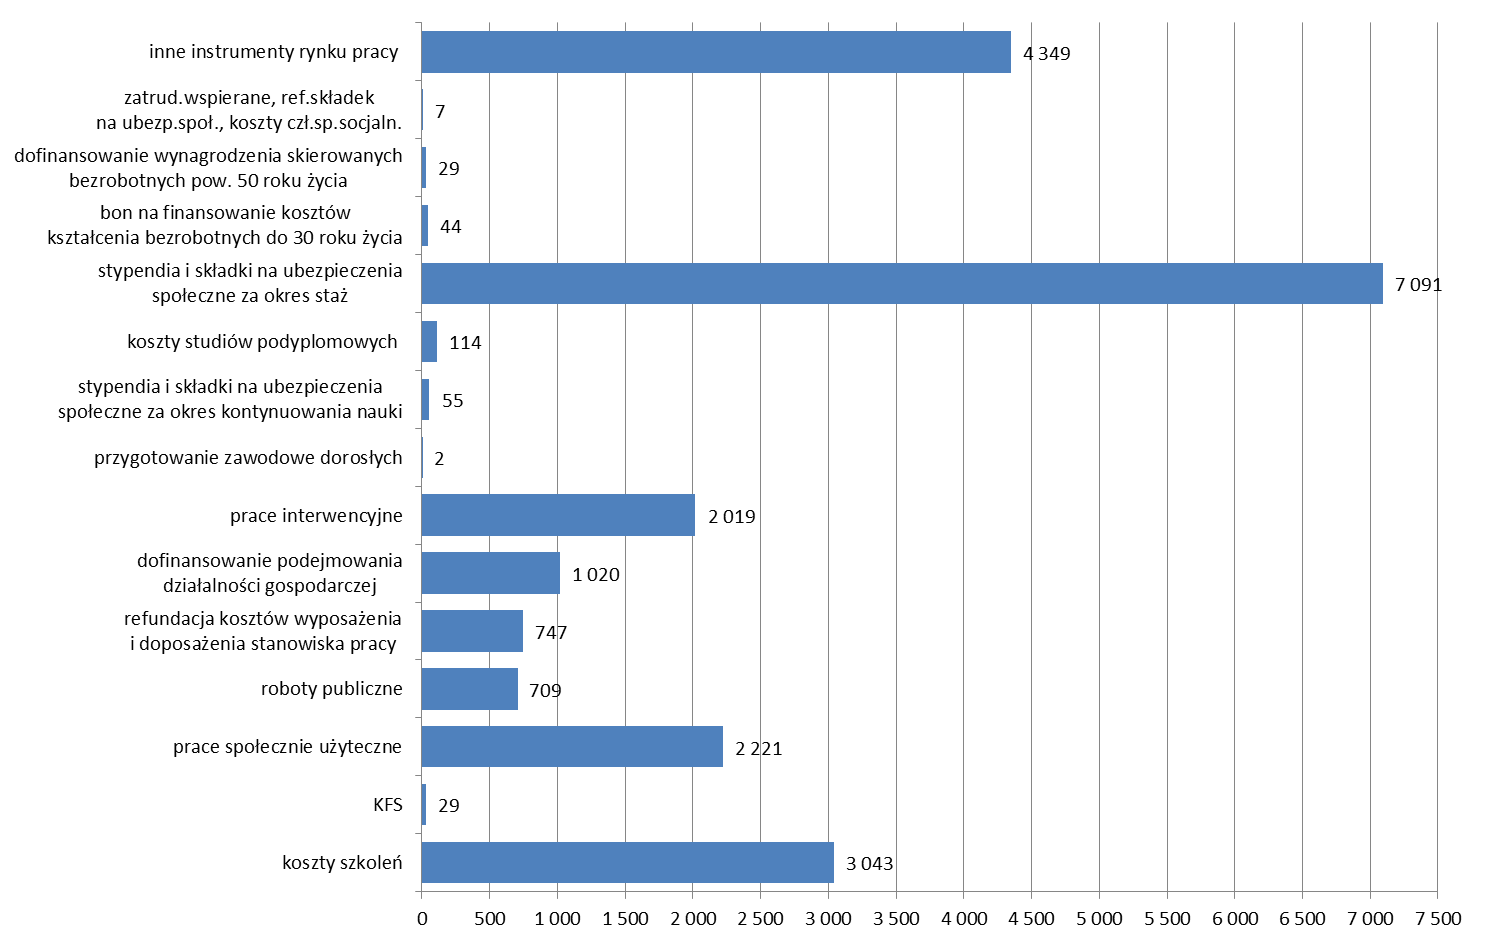 inne instrumenty rynku pracy
4 349
zatrud.wspierane, ref.składek
na ubezp.społ., koszty czł.sp.socjaln.
7
dofinansowanie wynagrodzenia skierowanych
bezrobotnych pow. 50 roku życia
29
bon na finansowanie kosztów
kształcenia bezrobotnych do 30 roku życia
44
stypendia i składki na ubezpieczenia
społeczne za okres staż
7 091
koszty studiów podyplomowych
114
stypendia i składki na ubezpieczenia
społeczne za okres kontynuowania nauki
55
przygotowanie zawodowe dorosłych
2
prace interwencyjne
2 019
dofinansowanie podejmowania
działalności gospodarczej
1 020
refundacja kosztów wyposażenia
i doposażenia stanowiska pracy
747
roboty publiczne
709
prace społecznie użyteczne
2 221
KFS
29
koszty szkoleń
3 043
0 500 1 000 1 500 2 000 2 500 3 000 3 500 4 000 4 500 5 000 5 500 6 000 6 500 7 000 7 500